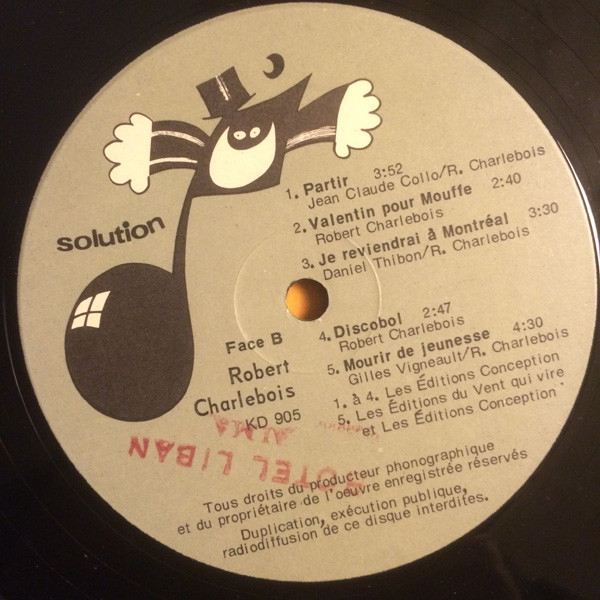 solution
1. Partir 3:52
Jean Claude Collo/R. Charlebois
2. Valentin pour Mouffe 2:40
Robert Charlebois
3. Je reviendrai à Montréal 3:30
Daniel Thibon/R. Charlebois
Face B
Robert
Charlebois
KD 905
4. Discobol 2:47
Robert Charlebois
5. Mourir de jeunesse 4:30
Gilles Vigneault/R. Charlebois
1. à 4. Les Éditions Conception
5. Les Éditions du Vent qui vire
et Les Éditions Conception
HOTEL LIBAN
ALMA
Tous droits du producteur phonographique
et du propriétaire de l'oeuvre enregistrée réservés
Duplication, exécution publique,
radiodiffusion de ce disque interdites.